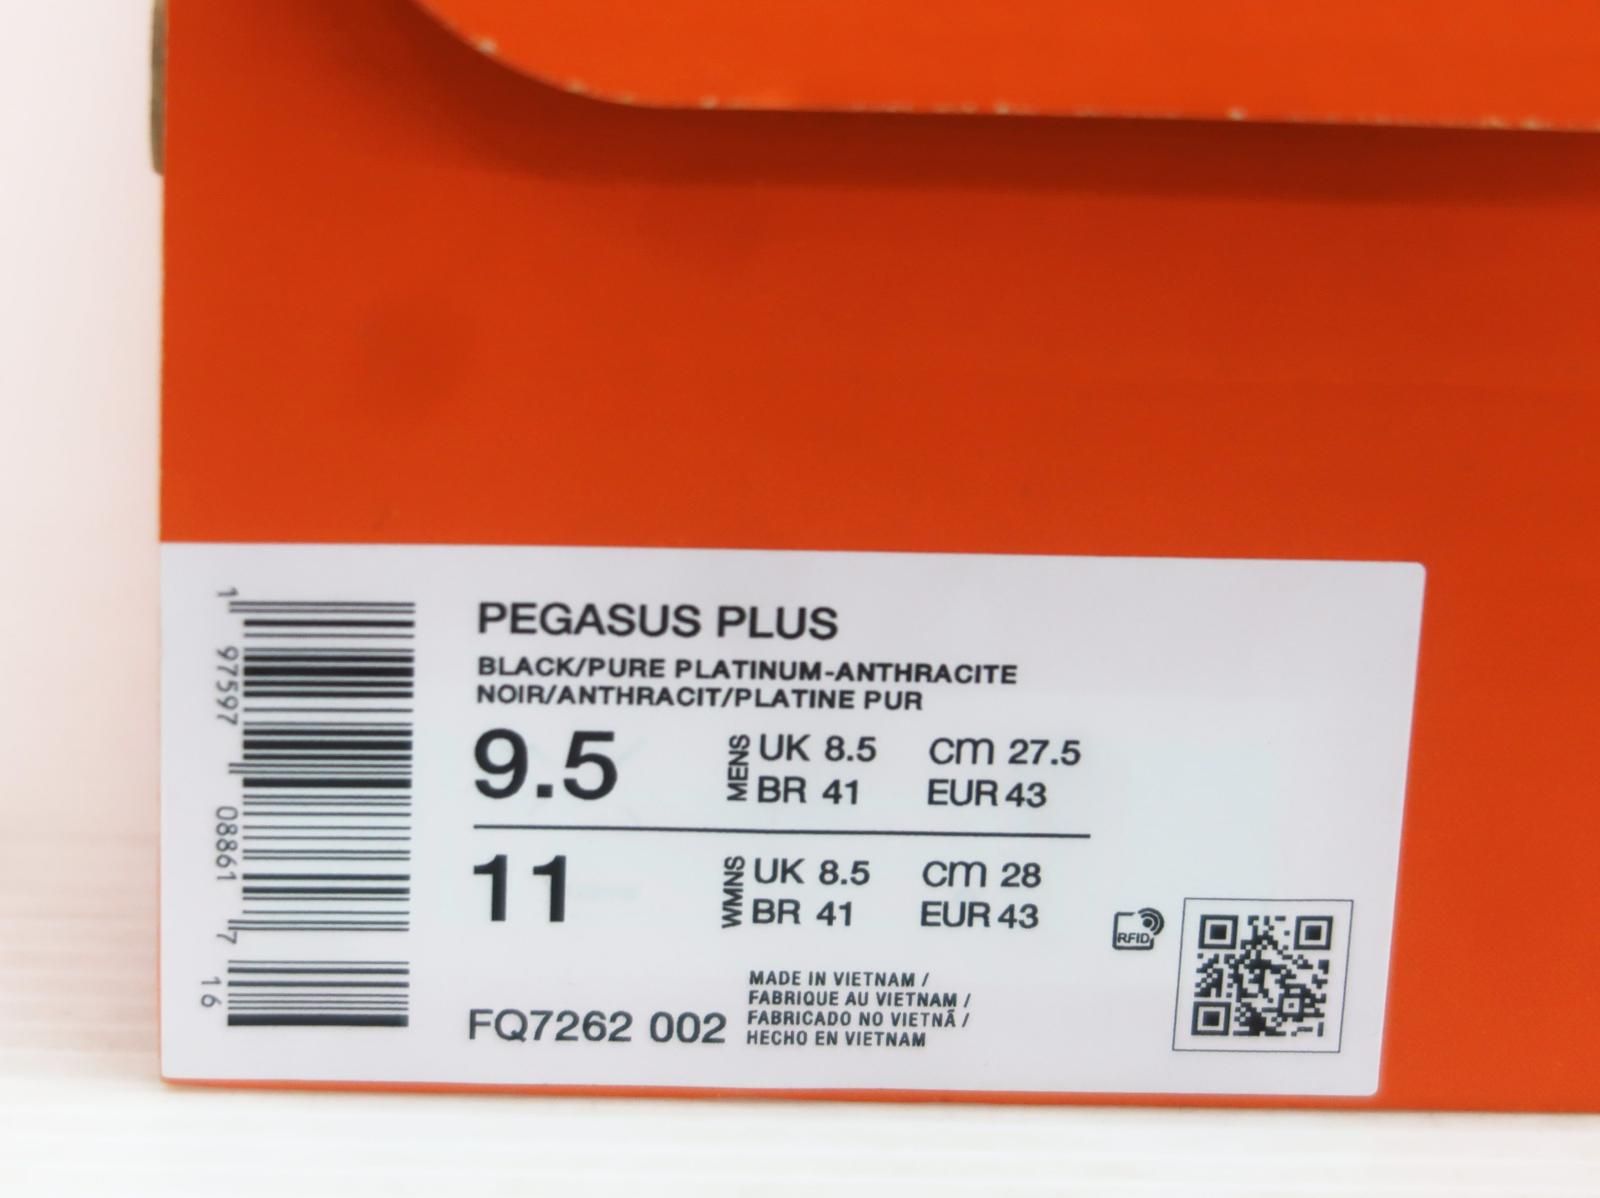 PEGASUS PLUS
BLACK/PURE PLATINUM-ANTHRACITE
NOIR/ANTHRACIT/PLATINE PUR
9.5 MENS UK 8.5 CM 27.5
BR 41 EUR 43
11 WMNS UK 8.5 CM 28
BR 41 EUR 43
RFID
MADE IN VIETNAM /
FABRIQUE AU VIETNAM /
FABRICADO NO VIETNÃ /
HECHO EN VIETNAM
FQ7262 002
1 97597 08861 7 16